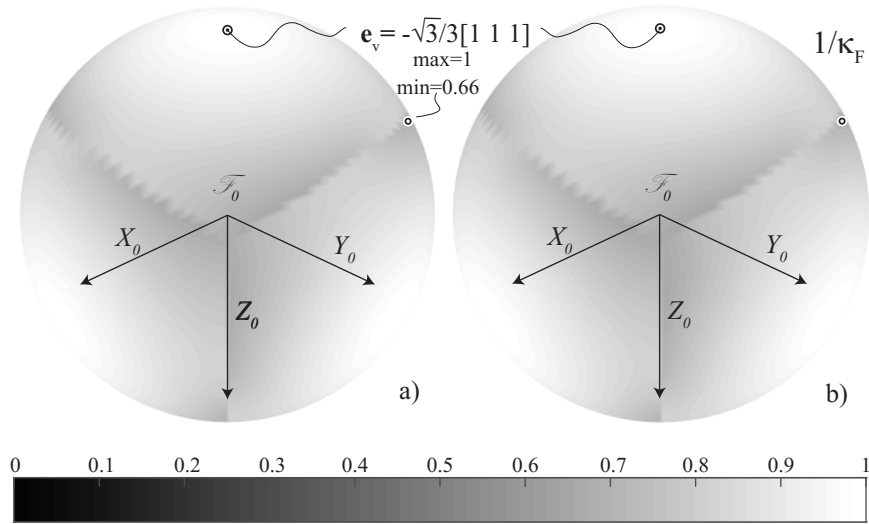 e_v = -√3/3[1 1 1]
max=1
min=0.66
1/κ_F
ℱ_0
X_0
Y_0
Z_0
a)
ℱ_0
X_0
Y_0
Z_0
b)
0 0.1 0.2 0.3 0.4 0.5 0.6 0.7 0.8 0.9 1